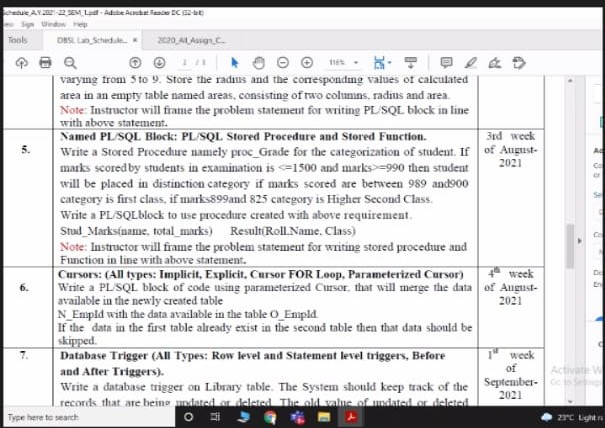 Schedule_A.Y.2021-22_SEM_1.pdf - Adobe Acrobat Reader DC (32-bit)
Sign Window Help
Tools DBSL Lab_Schedule... × 2020_All_Assign_C...
1 / 1 116%
varying from 5 to 9. Store the radius and the corresponding values of calculated
area in an empty table named areas, consisting of two columns, radius and area.
Note: Instructor will frame the problem statement for writing PL/SQL block in line
with above statement.
5.
Named PL/SQL Block: PL/SQL Stored Procedure and Stored Function.
Write a Stored Procedure namely proc_Grade for the categorization of student. If
marks scored by students in examination is <=1500 and marks>=990 then student
will be placed in distinction category if marks scored are between 989 and900
category is first class, if marks899and 825 category is Higher Second Class.
Write a PL/SQLblock to use procedure created with above requirement.
Stud_Marks(name, total_marks) Result(Roll,Name, Class)
Note: Instructor will frame the problem statement for writing stored procedure and
Function in line with above statement.
3rd week
of August-
2021
6.
Cursors: (All types: Implicit, Explicit, Cursor FOR Loop, Parameterized Cursor)
Write a PL/SQL block of code using parameterized Cursor, that will merge the data
available in the newly created table
N_EmpId with the data available in the table O_EmpId.
If the data in the first table already exist in the second table then that data should be
skipped.
4th week
of August-
2021
7.
Database Trigger (All Types: Row level and Statement level triggers, Before
and After Triggers).
Write a database trigger on Library table. The System should keep track of the
records that are being updated or deleted. The old value of updated or deleted
1st week
of
September-
2021
Activate W
Go to Settings
Type here to search
23°C Light r